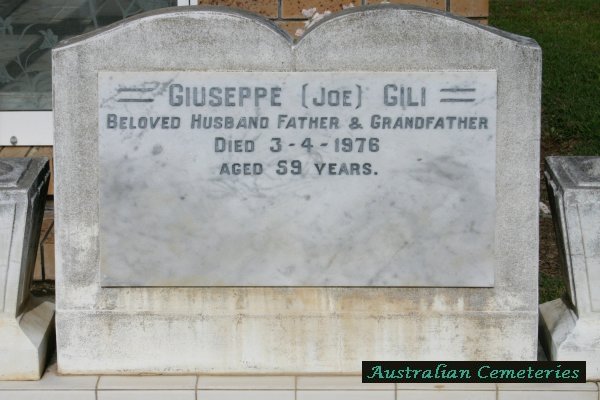 GIUSEPPE (JOE) GILI
BELOVED HUSBAND FATHER & GRANDFATHER
DIED 3-4-1976
AGED 59 YEARS.
Australian Cemeteries